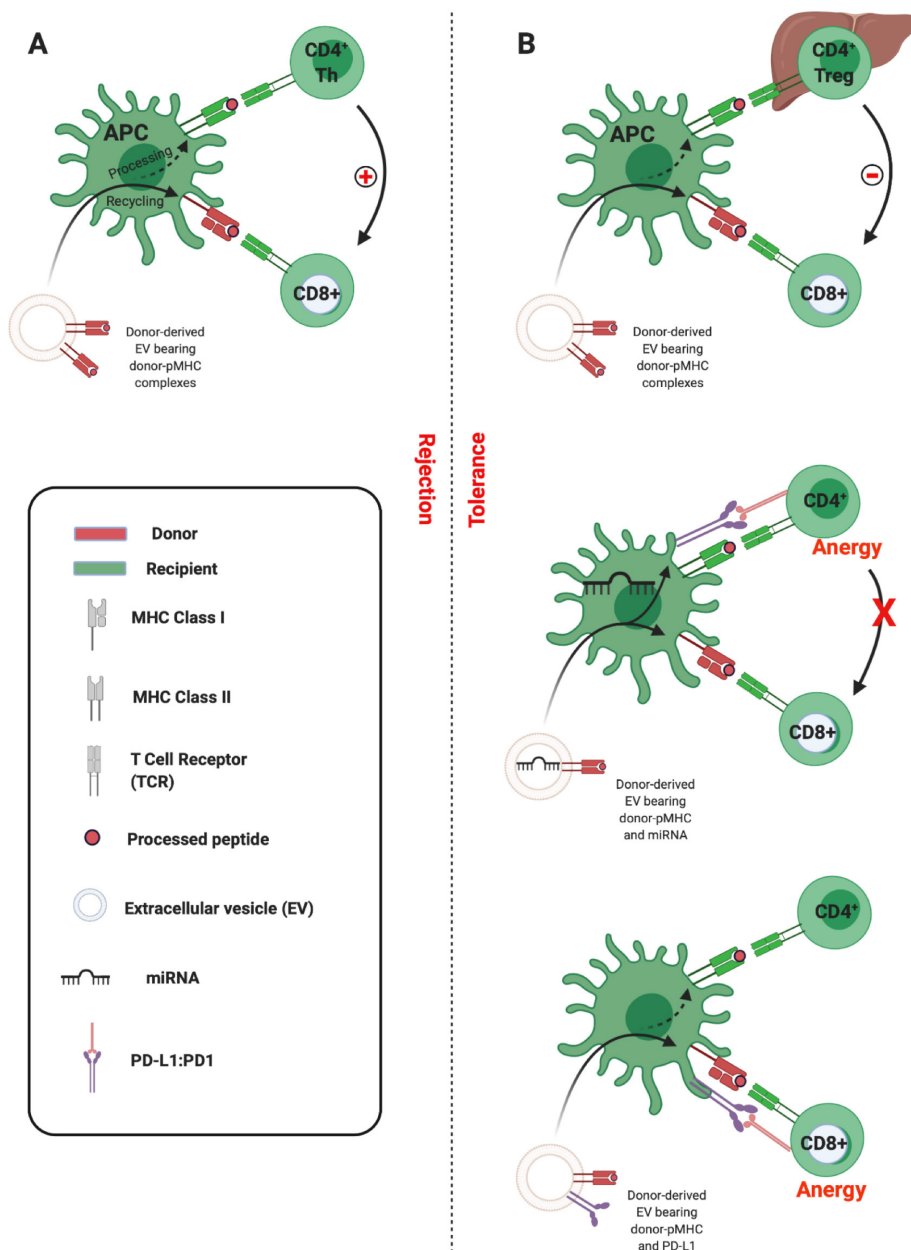 A
CD4⁺
Th
APC
Processing
Recycling
+
CD8+
Donor-derived
EV bearing
donor-pMHC
complexes
Rejection
Donor
Recipient
MHC Class I
MHC Class II
T Cell Receptor
(TCR)
Processed peptide
Extracellular vesicle (EV)
miRNA
PD-L1:PD1
B
CD4⁺
Treg
APC
-
CD8+
Donor-derived
EV bearing
donor-pMHC
complexes
Tolerance
CD4⁺
Anergy
X
CD8+
Donor-derived
EV bearing
donor-pMHC
and miRNA
CD4⁺
CD8+
Anergy
Donor-derived
EV bearing
donor-pMHC
and PD-L1